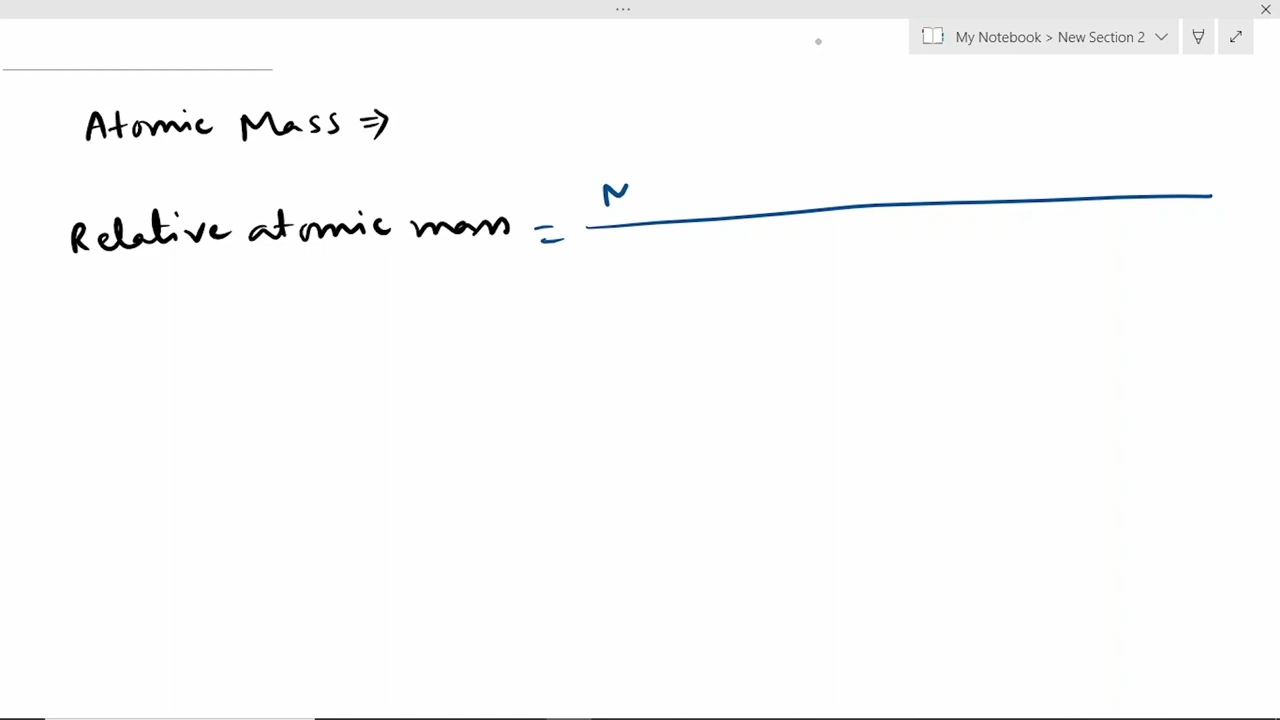 My Notebook > New Section 2
Atomic Mass ⇒
Relative atomic mass =